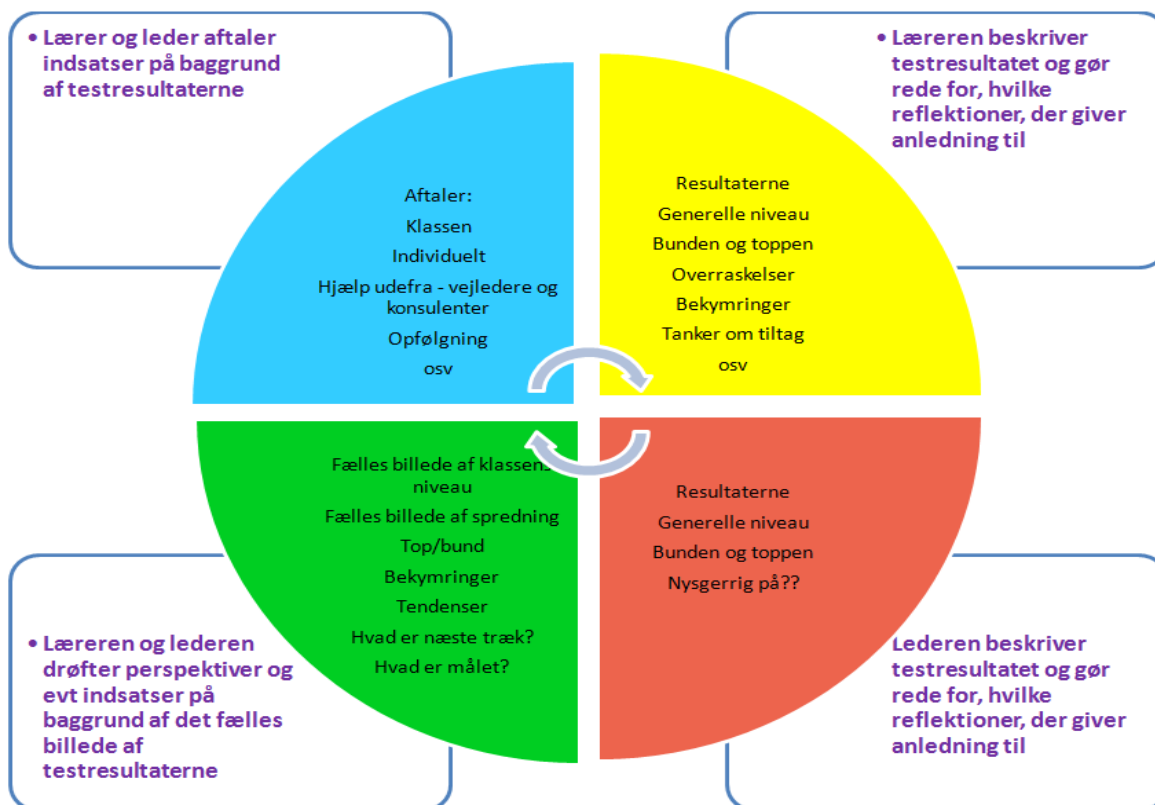 • Lærer og leder aftaler
indsatser på baggrund
af testresultaterne
• Læreren beskriver
testresultatet og gør
rede for, hvilke
reflektioner, der giver
anledning til
Aftaler:
Klassen
Individuelt
Hjælp udefra - vejledere og
konsulenter
Opfølgning
osv
Resultaterne
Generelle niveau
Bunden og toppen
Overraskelser
Bekymringer
Tanker om tiltag
osv
Fælles billede af klassens
niveau
Fælles billede af spredning
Top/bund
Bekymringer
Tendenser
Hvad er næste træk?
Hvad er målet?
Resultaterne
Generelle niveau
Bunden og toppen
Nysgerrig på??
• Læreren og lederen
drøfter perspektiver og
evt indsatser på
baggrund af det fælles
billede af
testresultaterne
Lederen beskriver
testresultatet og gør
rede for, hvilke
reflektioner, der giver
anledning til